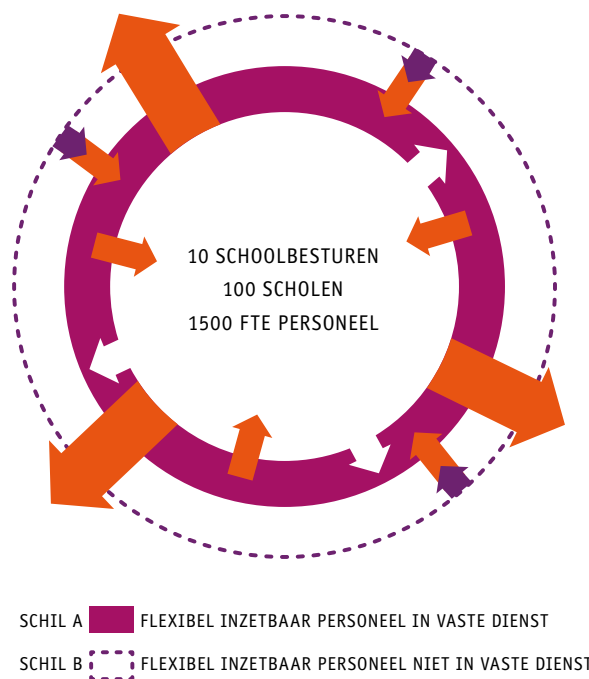 10 SCHOOLBESTUREN
100 SCHOLEN
1500 FTE PERSONEEL
SCHIL A FLEXIBEL INZETBAAR PERSONEEL IN VASTE DIENST
SCHIL B FLEXIBEL INZETBAAR PERSONEEL NIET IN VASTE DIENST